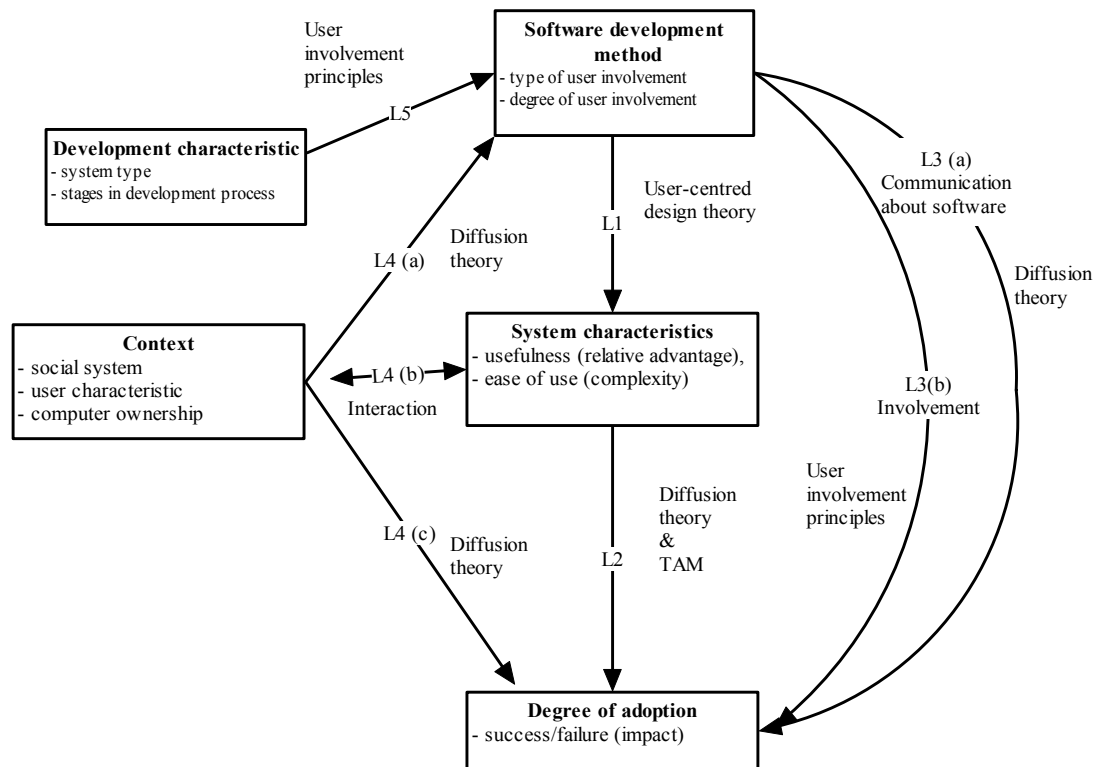 Software development
method
- type of user involvement
- degree of user involvement
User
involvement
principles
L5
Development characteristic
- system type
- stages in development process
L3 (a)
Communication
about software
User-centred
design theory
L1
Diffusion
theory
L4 (a)
Diffusion
theory
Context
- social system
- user characteristic
- computer ownership
L4 (b)
Interaction
System characteristics
- usefulness (relative advantage),
- ease of use (complexity)
L3(b)
Involvement
User
involvement
principles
Diffusion
theory
&
TAM
L2
L4 (c)
Diffusion
theory
Degree of adoption
- success/failure (impact)